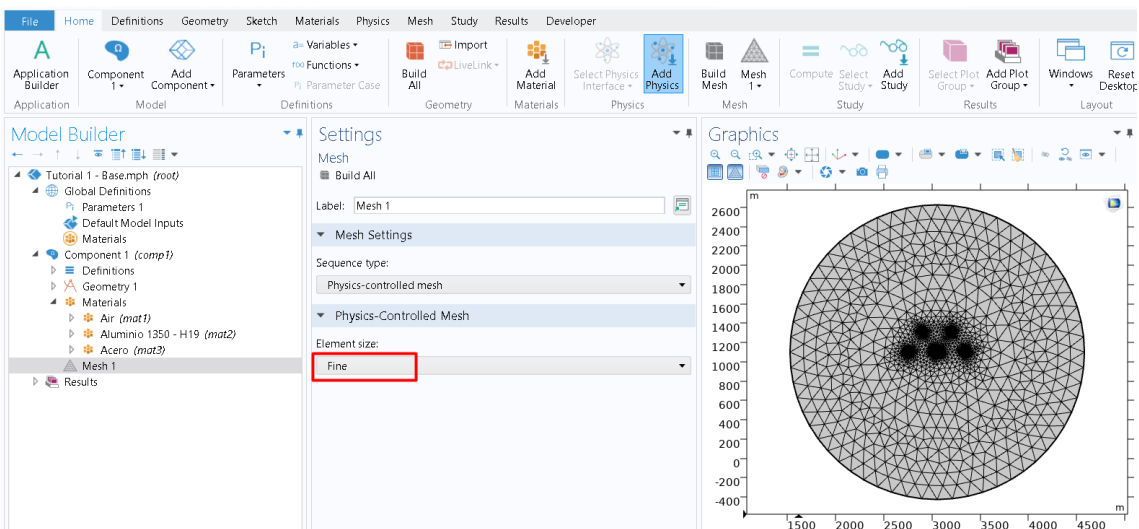 File Home Definitions Geometry Sketch Materials Physics Mesh Study Results Developer
Application Builder
Component 1
Add Component
Pi Parameters
a= Variables
f(x) Functions
Pi Parameter Case
Build All
Import
LiveLink
Add Material
Select Physics Interface
Add Physics
Build Mesh
Mesh 1
Compute
Select Study
Add Study
Select Plot Group
Add Plot Group
Windows
Reset Desktop
Application Model Definitions Geometry Materials Physics Mesh Study Results Layout
Model Builder
Tutorial 1 - Base.mph (root)
Global Definitions
Pi Parameters 1
Default Model Inputs
Materials
Component 1 (comp1)
Definitions
Geometry 1
Materials
Air (mat1)
Aluminio 1350 - H19 (mat2)
Acero (mat3)
Mesh 1
Results
Settings
Mesh
Build All
Label: Mesh 1
Mesh Settings
Sequence type:
Physics-controlled mesh
Physics-Controlled Mesh
Element size:
Fine
Graphics
m
2600
2400
2200
2000
1800
1600
1400
1200
1000
800
600
400
200
0
-200
-400
m
1500 2000 2500 3000 3500 4000 4500